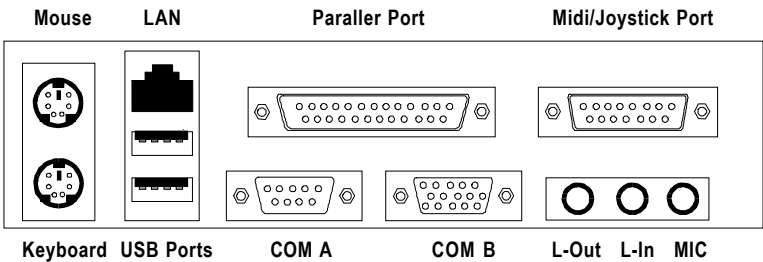 Mouse LAN Paraller Port Midi/Joystick Port
Keyboard USB Ports COM A COM B L-Out L-In MIC